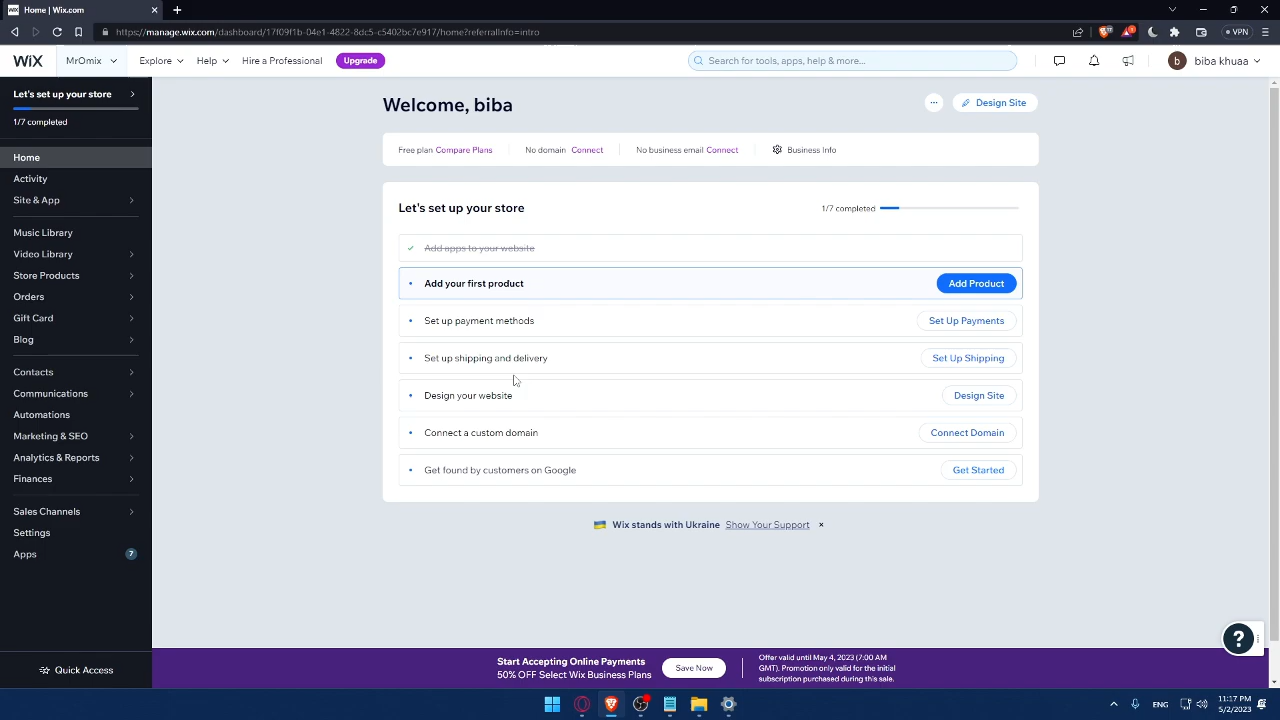 Home | Wix.com
https://manage.wix.com/dashboard/17f09f1b-04e1-4822-8dc5-c5402bc7e917/home?referralInfo=intro
VPN
WiX
MrOmix
Explore
Help
Hire a Professional
Upgrade
Search for tools, apps, help & more...
b
biba khuaa
Let's set up your store
1/7 completed
Home
Activity
Site & App
Music Library
Video Library
Store Products
Orders
Gift Card
Blog
Contacts
Communications
Automations
Marketing & SEO
Analytics & Reports
Finances
Sales Channels
Settings
Apps
7
Quick Access
Welcome, biba
Design Site
Free plan Compare Plans
No domain Connect
No business email Connect
Business Info
Let's set up your store
1/7 completed
Add apps to your website
Add your first product
Add Product
Set up payment methods
Set Up Payments
Set up shipping and delivery
Set Up Shipping
Design your website
Design Site
Connect a custom domain
Connect Domain
Get found by customers on Google
Get Started
Wix stands with Ukraine Show Your Support
?
Start Accepting Online Payments
50% OFF Select Wix Business Plans
Save Now
Offer valid until May 4, 2023 (7:00 AM
GMT). Promotion only valid for the initial
subscription purchased during this sale.
ENG
11:17 PM
5/2/2023